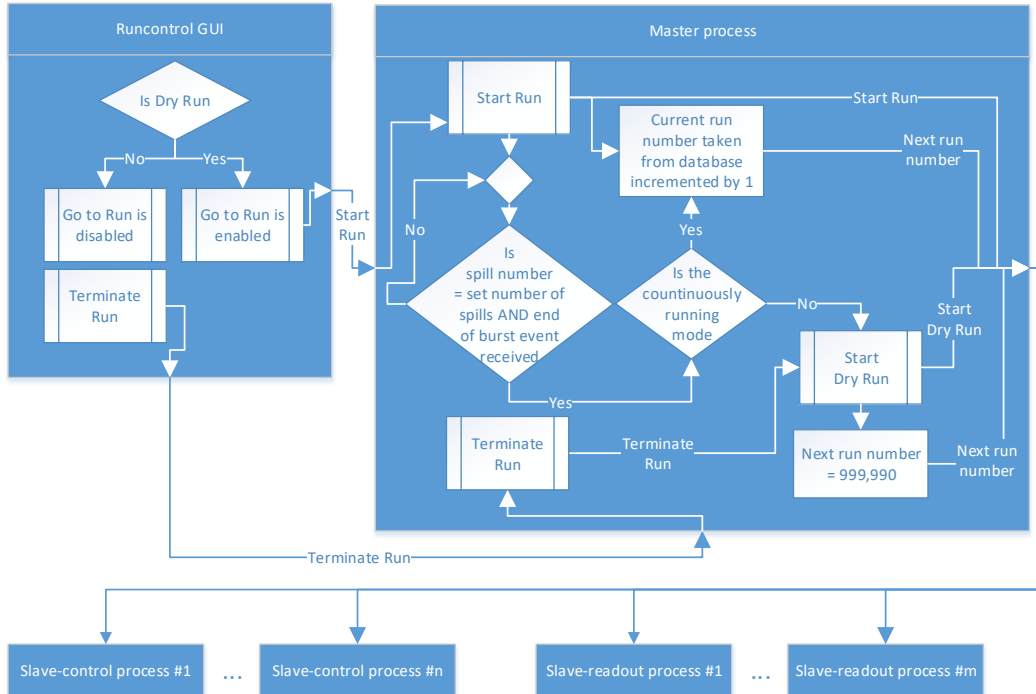 Runcontrol GUI
Is Dry Run
No
Yes
Go to Run is
disabled
Go to Run is
enabled
Terminate
Run
Start
Run
Master process
Start Run
Start Run
Current run
number taken
from database
incremented by 1
Next run
number
No
Is
spill number
= set number of
spills AND end
of burst event
received
Yes
Is the
countinuously
running
mode
Yes
No
Start
Dry Run
Start
Dry Run
Terminate
Run
Terminate
Run
Next run number
= 999,990
Next run
number
Terminate Run
Slave-control process #1
...
Slave-control process #n
Slave-readout process #1
...
Slave-readout process #m